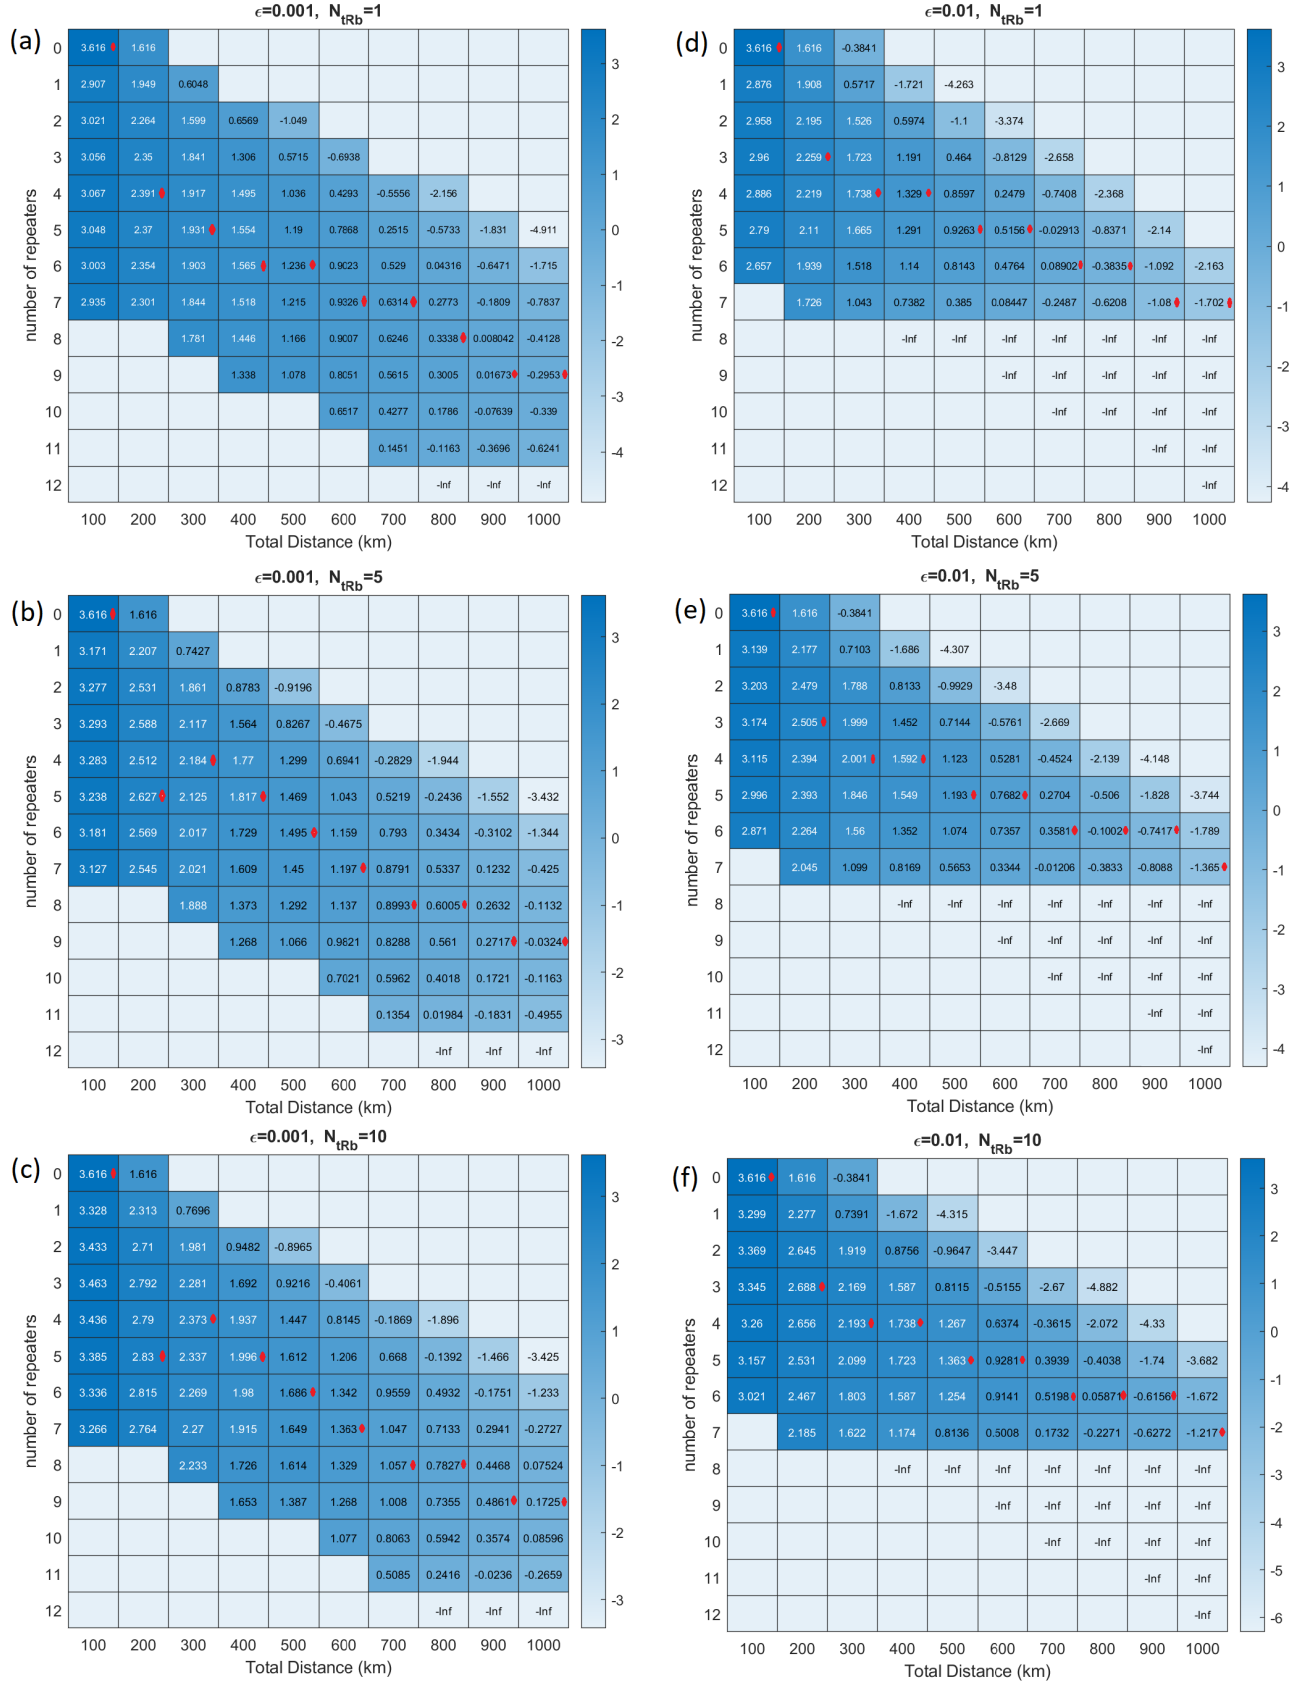 (a)
ϵ=0.001, NtRb=1
number of repeaters
0 3.616 1.616
1 2.907 1.949 0.6048
2 3.021 2.264 1.599 0.6569 -1.049
3 3.056 2.35 1.841 1.306 0.5715 -0.6938
4 3.067 2.391 1.917 1.495 1.036 0.4293 -0.5556 -2.156
5 3.048 2.37 1.931 1.554 1.19 0.7868 0.2515 -0.5733 -1.831 -4.911
6 3.003 2.354 1.903 1.565 1.236 0.9023 0.529 0.04316 -0.6471 -1.715
7 2.935 2.301 1.844 1.518 1.215 0.9326 0.6314 0.2773 -0.1809 -0.7837
8 1.781 1.446 1.166 0.9007 0.6246 0.3338 0.008042 -0.4128
9 1.338 1.078 0.8051 0.5615 0.3005 0.01673 -0.2953
10 0.6517 0.4277 0.1786 -0.07639 -0.339
11 0.1451 -0.1163 -0.3696 -0.6241
12 -Inf -Inf -Inf
100 200 300 400 500 600 700 800 900 1000
Total Distance (km)
3
2
1
0
-1
-2
-3
-4
(d)
ϵ=0.01, NtRb=1
number of repeaters
0 3.616 1.616 -0.3841
1 2.876 1.908 0.5717 -1.721 -4.263
2 2.958 2.195 1.526 0.5974 -1.1 -3.374
3 2.96 2.259 1.723 1.191 0.464 -0.8129 -2.658
4 2.886 2.219 1.738 1.329 0.8597 0.2479 -0.7408 -2.368
5 2.79 2.11 1.665 1.291 0.9263 0.5156 -0.02913 -0.8371 -2.14
6 2.657 1.939 1.518 1.14 0.8143 0.4764 0.08902 -0.3835 -1.092 -2.163
7 1.726 1.043 0.7382 0.385 0.08447 -0.2487 -0.6208 -1.08 -1.702
8 -Inf -Inf -Inf -Inf -Inf -Inf -Inf
9 -Inf -Inf -Inf -Inf -Inf
10 -Inf -Inf -Inf -Inf
11 -Inf -Inf
12 -Inf
100 200 300 400 500 600 700 800 900 1000
Total Distance (km)
3
2
1
0
-1
-2
-3
-4
(b)
ϵ=0.001, NtRb=5
number of repeaters
0 3.616 1.616
1 3.171 2.207 0.7427
2 3.277 2.531 1.861 0.8783 -0.9196
3 3.293 2.588 2.117 1.564 0.8267 -0.4675
4 3.283 2.512 2.184 1.77 1.299 0.6941 -0.2829 -1.944
5 3.238 2.627 2.125 1.817 1.469 1.043 0.5219 -0.2436 -1.552 -3.432
6 3.181 2.569 2.017 1.729 1.495 1.159 0.793 0.3434 -0.3102 -1.344
7 3.127 2.545 2.021 1.609 1.45 1.197 0.8791 0.5337 0.1232 -0.425
8 1.888 1.373 1.292 1.137 0.8993 0.6005 0.2632 -0.1132
9 1.268 1.066 0.9821 0.8288 0.561 0.2717 -0.0324
10 0.7021 0.5962 0.4018 0.1721 -0.1163
11 0.1354 0.01984 -0.1831 -0.4955
12 -Inf -Inf -Inf
100 200 300 400 500 600 700 800 900 1000
Total Distance (km)
3
2
1
0
-1
-2
-3
(e)
ϵ=0.01, NtRb=5
number of repeaters
0 3.616 1.616 -0.3841
1 3.139 2.177 0.7103 -1.686 -4.307
2 3.203 2.479 1.788 0.8133 -0.9929 -3.48
3 3.174 2.505 1.999 1.452 0.7144 -0.5761 -2.669
4 3.115 2.394 2.001 1.592 1.123 0.5281 -0.4524 -2.139 -4.148
5 2.996 2.393 1.846 1.549 1.193 0.7682 0.2704 -0.506 -1.828 -3.744
6 2.871 2.264 1.56 1.352 1.074 0.7357 0.3581 -0.1002 -0.7417 -1.789
7 2.045 1.099 0.8169 0.5653 0.3344 -0.01206 -0.3833 -0.8088 -1.365
8 -Inf -Inf -Inf -Inf -Inf -Inf -Inf
9 -Inf -Inf -Inf -Inf -Inf
10 -Inf -Inf -Inf -Inf
11 -Inf -Inf
12 -Inf
100 200 300 400 500 600 700 800 900 1000
Total Distance (km)
3
2
1
0
-1
-2
-3
-4
(c)
ϵ=0.001, NtRb=10
number of repeaters
0 3.616 1.616
1 3.328 2.313 0.7696
2 3.433 2.71 1.981 0.9482 -0.8965
3 3.463 2.792 2.281 1.692 0.9216 -0.4061
4 3.436 2.79 2.373 1.937 1.447 0.8145 -0.1869 -1.896
5 3.385 2.83 2.337 1.996 1.612 1.206 0.668 -0.1392 -1.466 -3.425
6 3.336 2.815 2.269 1.98 1.686 1.342 0.9559 0.4932 -0.1751 -1.233
7 3.266 2.764 2.27 1.915 1.649 1.363 1.047 0.7133 0.2941 -0.2727
8 2.233 1.726 1.614 1.329 1.057 0.7827 0.4468 0.07524
9 1.653 1.387 1.268 1.008 0.7355 0.4861 0.1725
10 1.077 0.8063 0.5942 0.3574 0.08596
11 0.5085 0.2416 -0.0236 -0.2659
12 -Inf -Inf -Inf
100 200 300 400 500 600 700 800 900 1000
Total Distance (km)
3
2
1
0
-1
-2
-3
(f)
ϵ=0.01, NtRb=10
number of repeaters
0 3.616 1.616 -0.3841
1 3.299 2.277 0.7391 -1.672 -4.315
2 3.369 2.645 1.919 0.8756 -0.9647 -3.447
3 3.345 2.688 2.169 1.587 0.8115 -0.5155 -2.67 -4.882
4 3.26 2.656 2.193 1.738 1.267 0.6374 -0.3615 -2.072 -4.33
5 3.157 2.531 2.099 1.723 1.363 0.9281 0.3939 -0.4038 -1.74 -3.682
6 3.021 2.467 1.803 1.587 1.254 0.9141 0.5198 0.05871 -0.6156 -1.672
7 2.185 1.622 1.174 0.8136 0.5008 0.1732 -0.2271 -0.6272 -1.217
8 -Inf -Inf -Inf -Inf -Inf -Inf -Inf
9 -Inf -Inf -Inf -Inf -Inf
10 -Inf -Inf -Inf -Inf
11 -Inf -Inf
12 -Inf
100 200 300 400 500 600 700 800 900 1000
Total Distance (km)
3
2
1
0
-1
-2
-3
-4
-5
-6